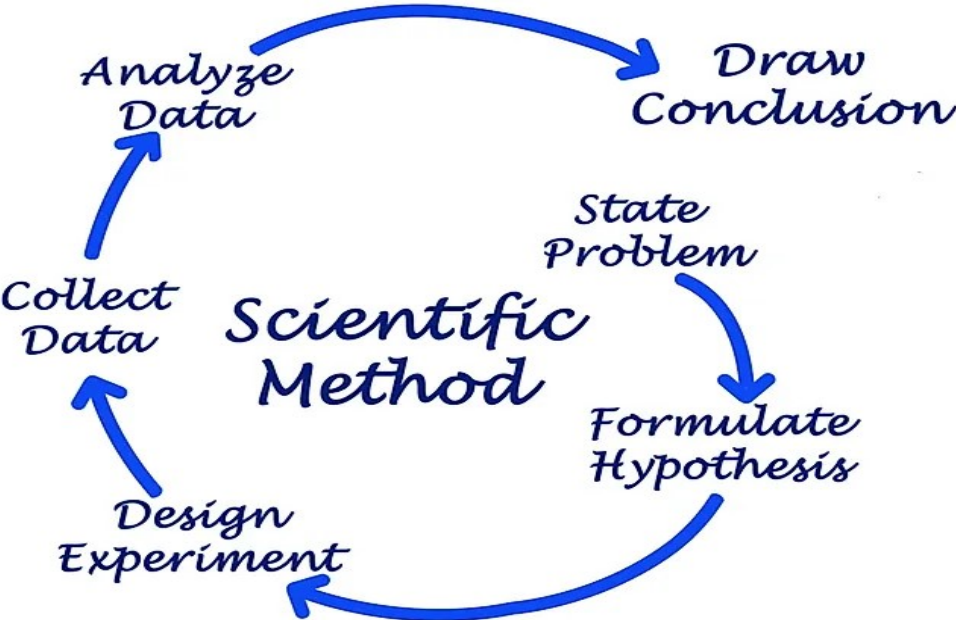 Analyze
Data
Draw
Conclusion
State
Problem
Collect
Data
Scientific
Method
Formulate
Hypothesis
Design
Experiment